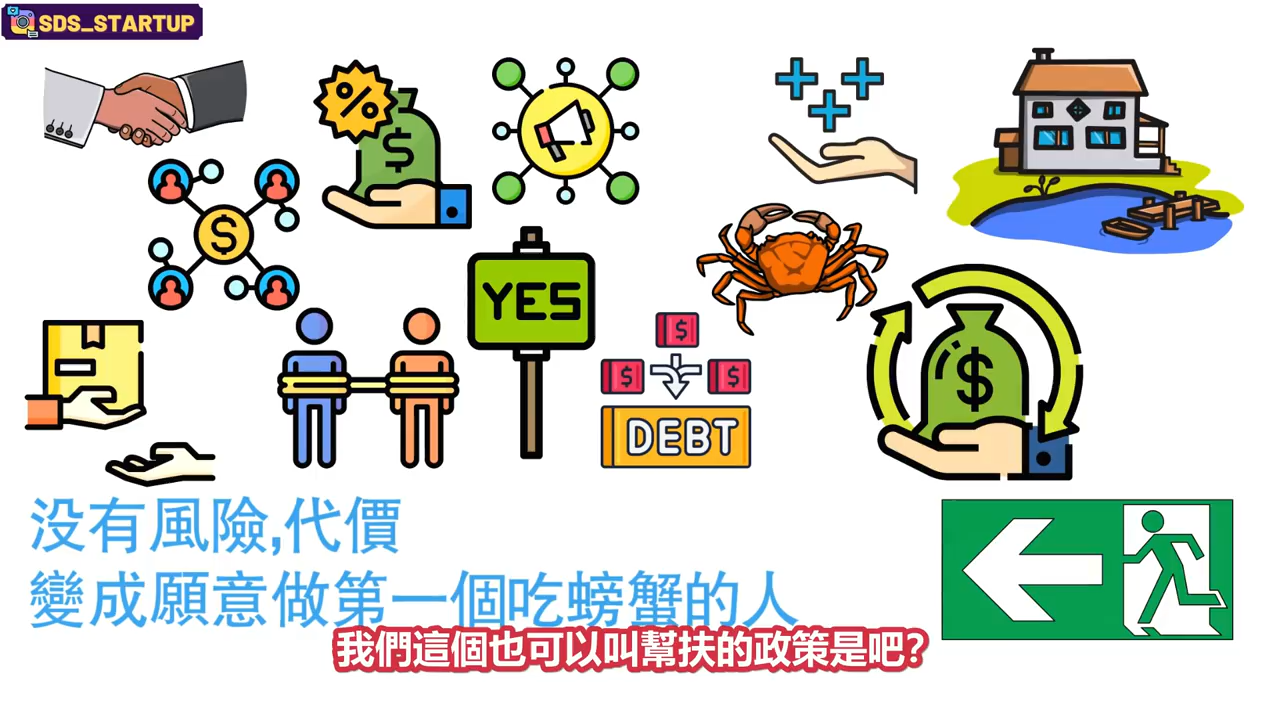 SDS_STARTUP
%
$
$
YES
$
$
$
DEBT
$
没有風險,代價
變成願意做第一個吃螃蟹的人
我們這個也可以叫幫扶的政策是吧?